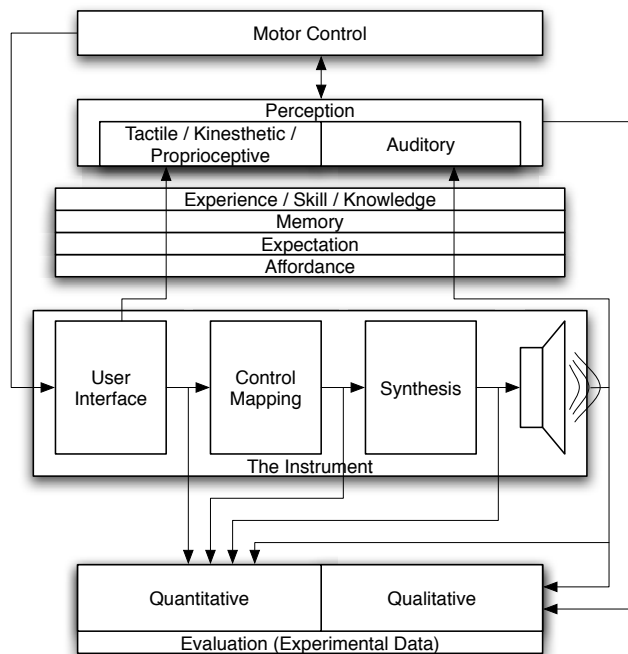 Motor Control
Perception
Tactile / Kinesthetic /
Proprioceptive
Auditory
Experience / Skill / Knowledge
Memory
Expectation
Affordance
User
Interface
Control
Mapping
Synthesis
The Instrument
Quantitative
Qualitative
Evaluation (Experimental Data)